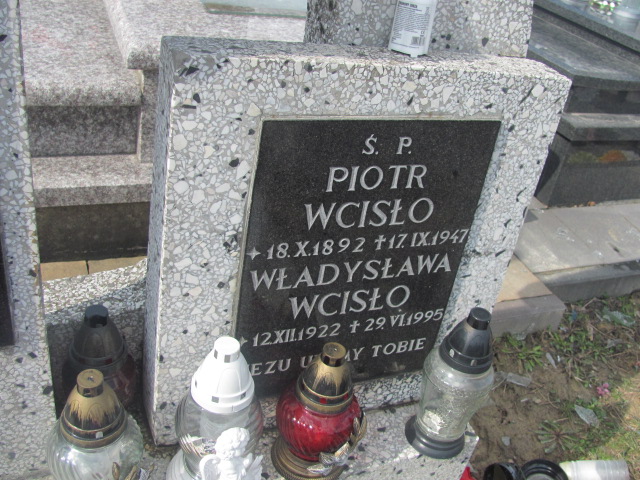 Ś. P.
PIOTR
WCISŁO
✦ 18.X.1892 ✝ 17.IX.1947
WŁADYSŁAWA
WCISŁO
✦ 12.XII.1922 ✝ 29.VI.1995
TOBIE